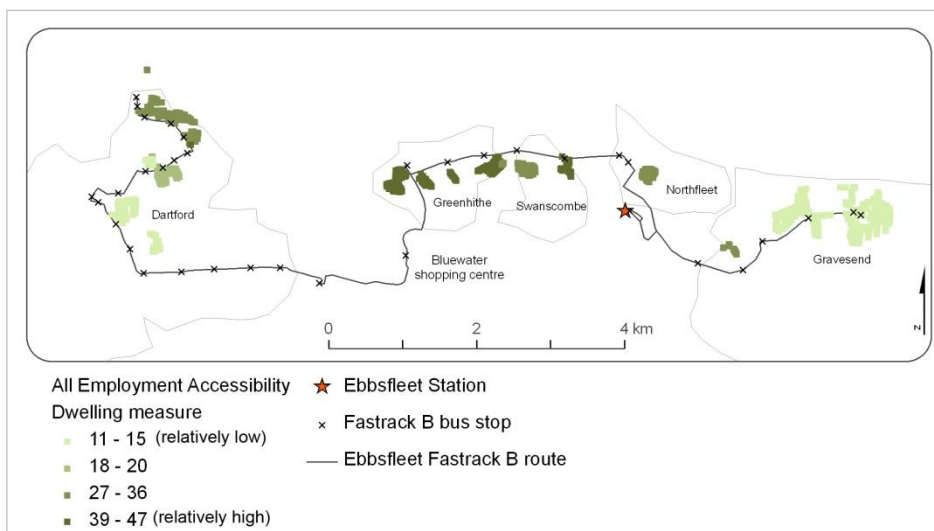 Dartford
Greenhithe
Swanscombe
Northfleet
Bluewater
shopping centre
Gravesend
0 2 4 km
z
All Employment Accessibility
Dwelling measure
11 - 15 (relatively low)
18 - 20
27 - 36
39 - 47 (relatively high)
Ebbsfleet Station
Fastrack B bus stop
Ebbsfleet Fastrack B route